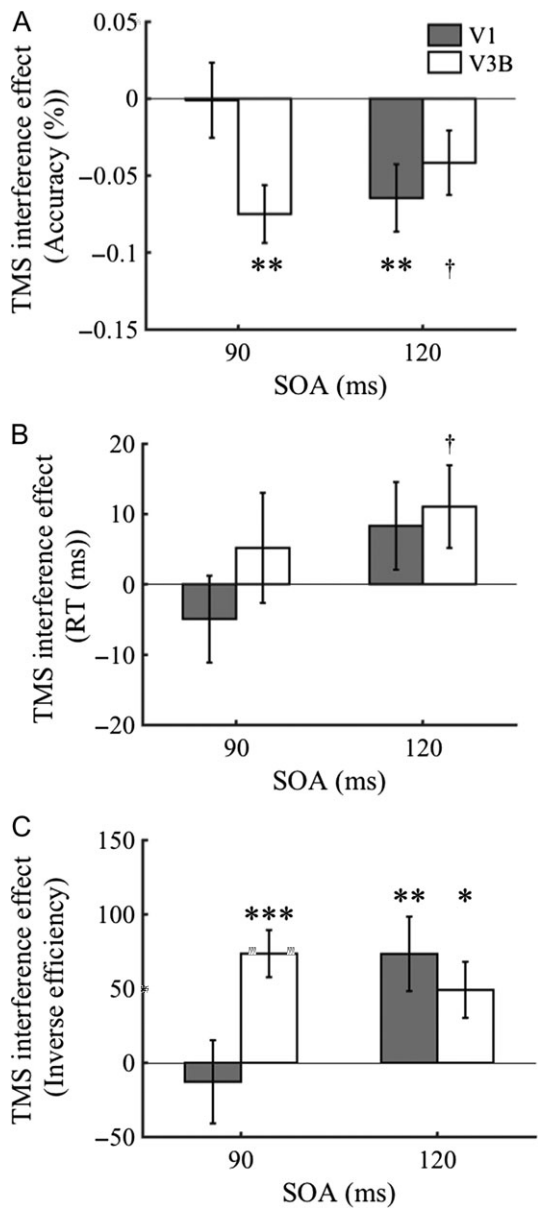 A
TMS interference effect
(Accuracy (%))
0.05
0
−0.05
−0.1
−0.15
V1
V3B
** ** †
90 120
SOA (ms)
B
TMS interference effect
(RT (ms))
20
10
0
−10
−20
†
90 120
SOA (ms)
C
TMS interference effect
(Inverse efficiency)
150
100
50
0
−50
*** ** *
90 120
SOA (ms)